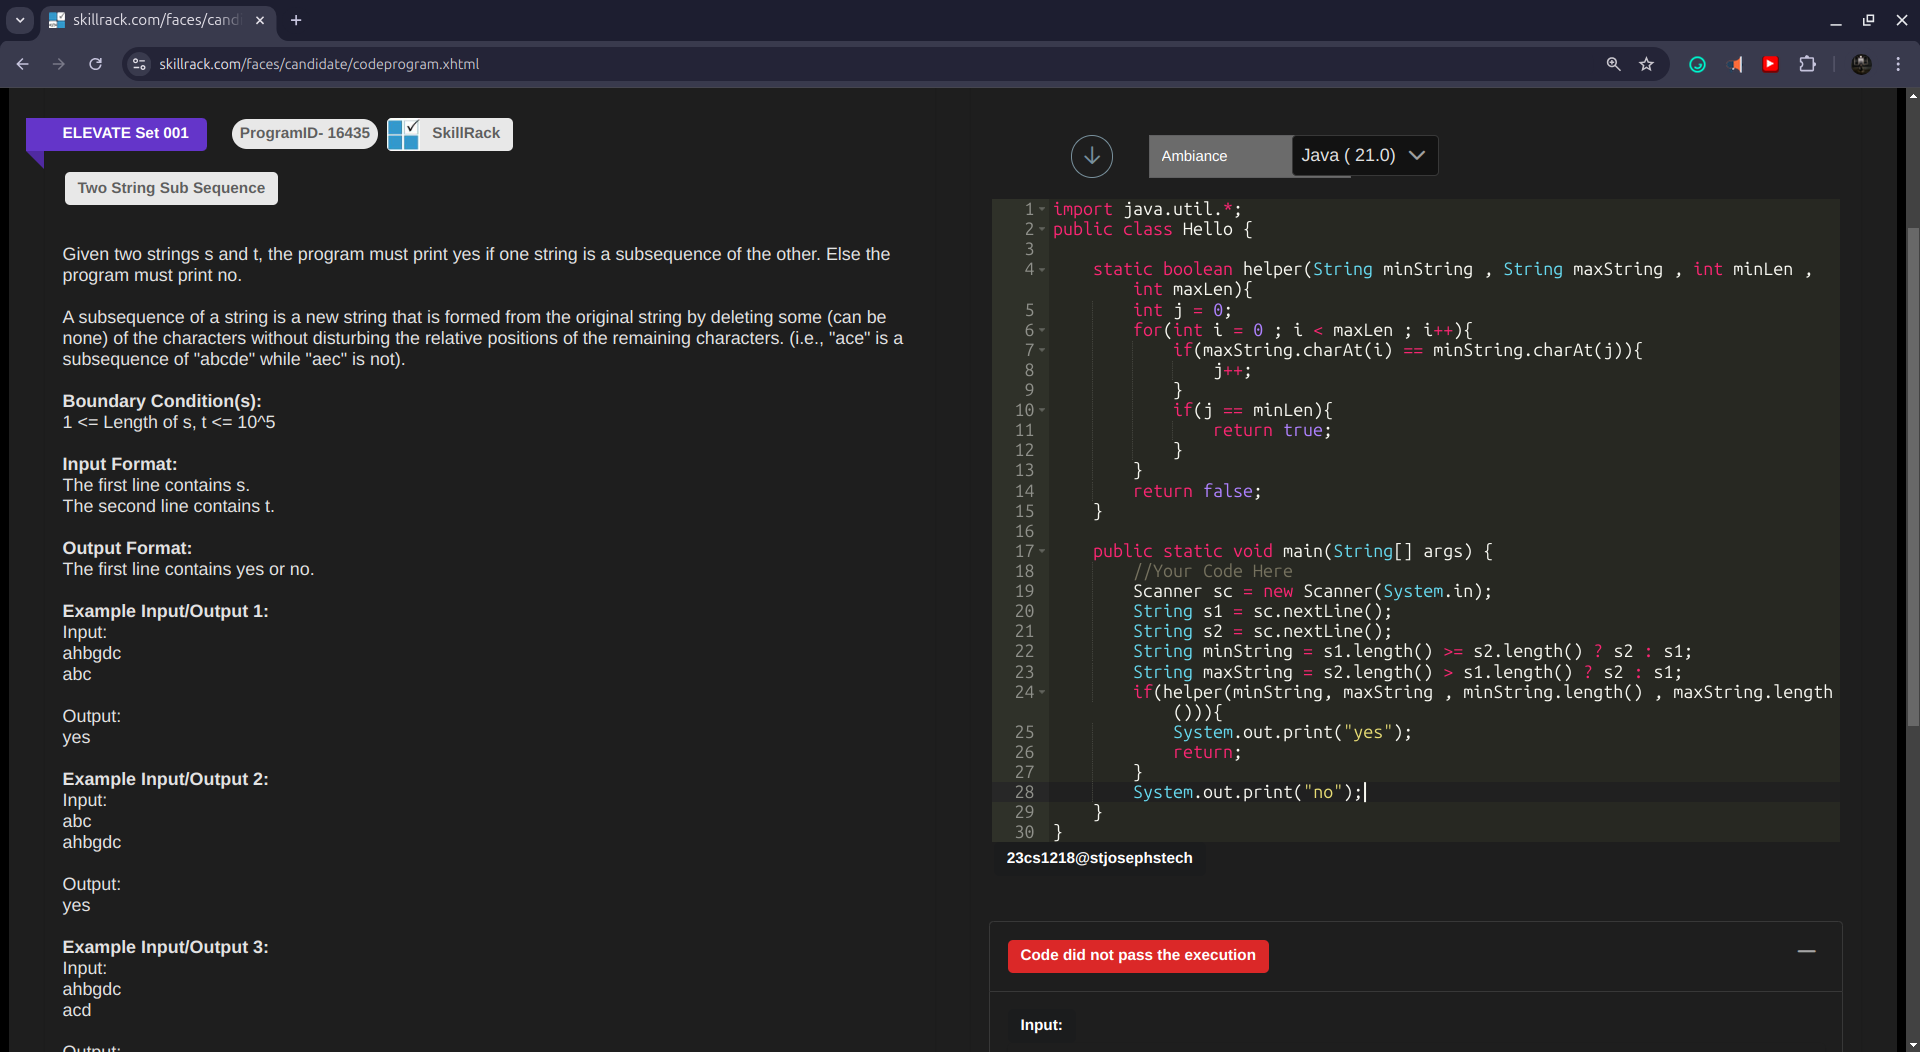 skillrack.com/faces/cand
skillrack.com/faces/candidate/codeprogram.xhtml
ELEVATE Set 001
ProgramID- 16435
SkillRack
Two String Sub Sequence
Given two strings s and t, the program must print yes if one string is a subsequence of the other. Else the
program must print no.
A subsequence of a string is a new string that is formed from the original string by deleting some (can be
none) of the characters without disturbing the relative positions of the remaining characters. (i.e., "ace" is a
subsequence of "abcde" while "aec" is not).
Boundary Condition(s):
1 <= Length of s, t <= 10^5
Input Format:
The first line contains s.
The second line contains t.
Output Format:
The first line contains yes or no.
Example Input/Output 1:
Input:
ahbgdc
abc
Output:
yes
Example Input/Output 2:
Input:
abc
ahbgdc
Output:
yes
Example Input/Output 3:
Input:
ahbgdc
acd
Output:
Ambiance
Java ( 21.0)
1 import java.util.*;
2 public class Hello {
3
4 static boolean helper(String minString , String maxString , int minLen ,
int maxLen){
5 int j = 0;
6 for(int i = 0 ; i < maxLen ; i++){
7 if(maxString.charAt(i) == minString.charAt(j)){
8 j++;
9 }
10 if(j == minLen){
11 return true;
12 }
13 }
14 return false;
15 }
16
17 public static void main(String[] args) {
18 //Your Code Here
19 Scanner sc = new Scanner(System.in);
20 String s1 = sc.nextLine();
21 String s2 = sc.nextLine();
22 String minString = s1.length() >= s2.length() ? s2 : s1;
23 String maxString = s2.length() > s1.length() ? s2 : s1;
24 if(helper(minString, maxString , minString.length() , maxString.length
())){
25 System.out.print("yes");
26 return;
27 }
28 System.out.print("no");
29 }
30 }
23cs1218@stjosephstech
Code did not pass the execution
Input: